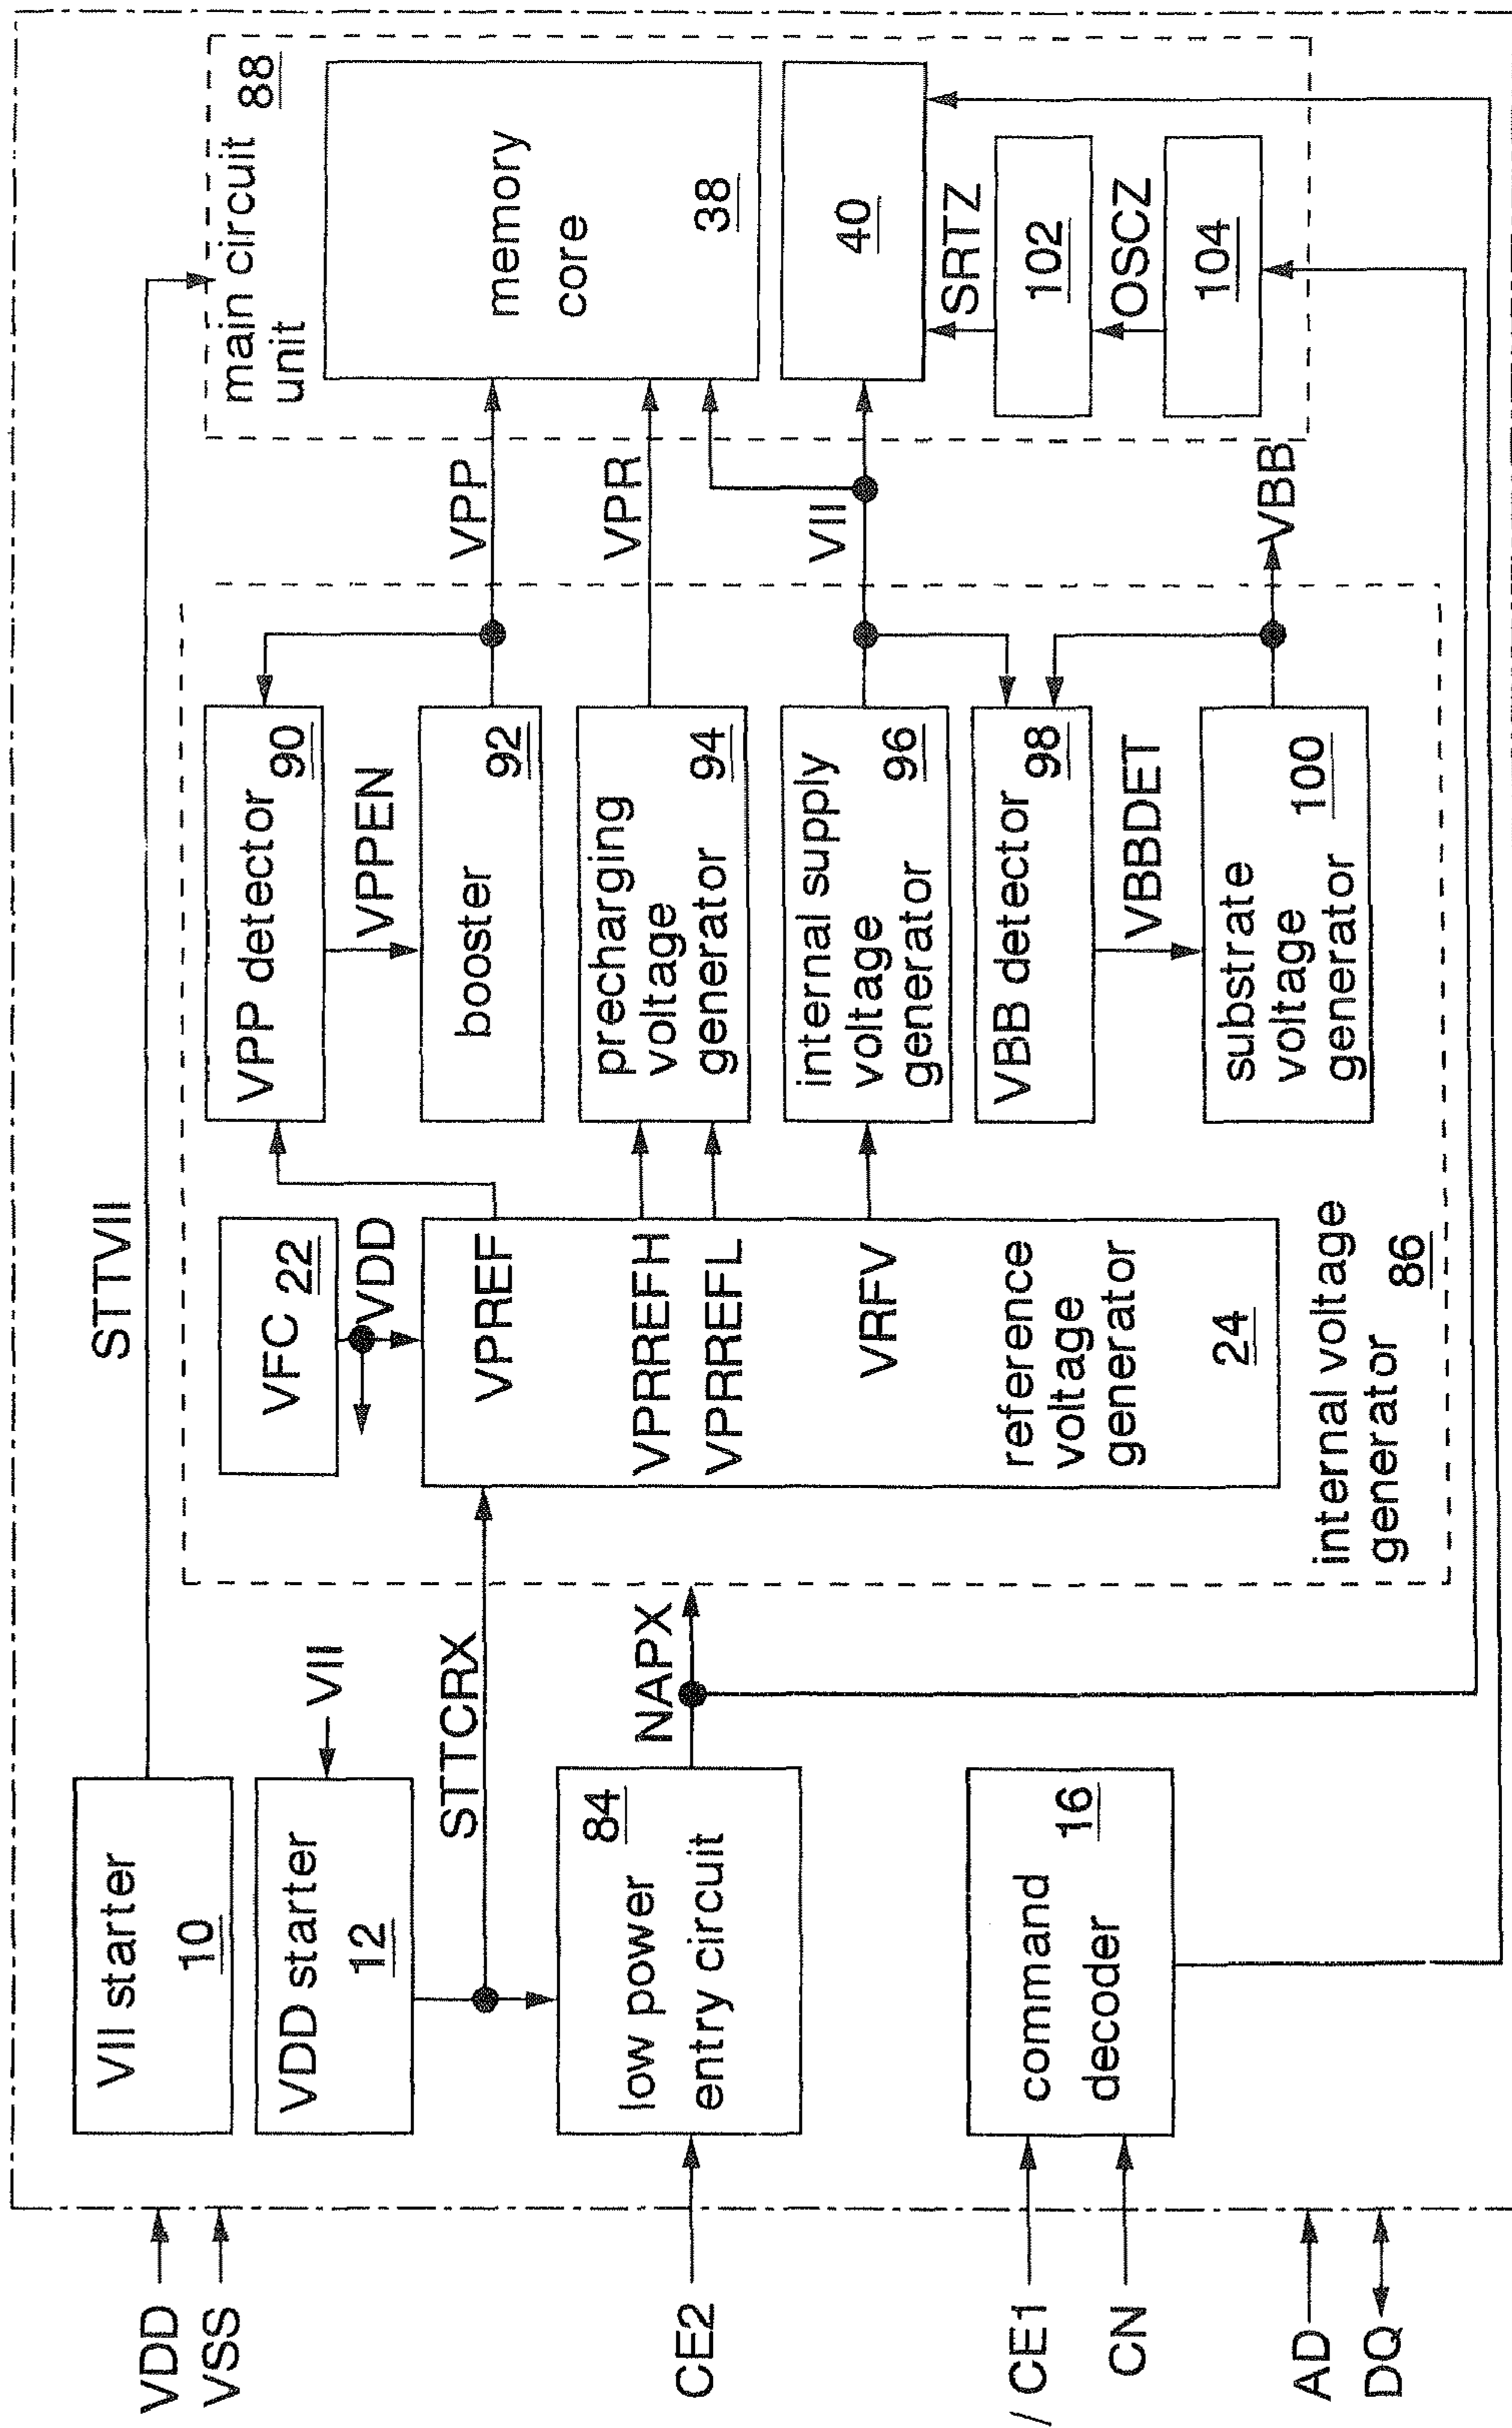 VDD
VSS
CE2
/ CE1
CN
AD
DQ
VII starter
10
VDD starter
12
VII
STTVII
STTCRX
low power
entry circuit
84
NAPX
command
decoder
16
VFC 22
VDD
VPREF
VPRREFH
VPRREFL
VRFV
reference
voltage
generator
24
internal voltage
generator
86
VPP detector
90
VPPEN
booster
92
precharging
voltage
generator
94
internal supply
voltage
generator
96
VBB detector
98
VBBDET
substrate
voltage
generator
100
VPP
VPR
VII
VBB
main circuit
unit
88
memory
core
38
40
SRTZ
102
OSCZ
104